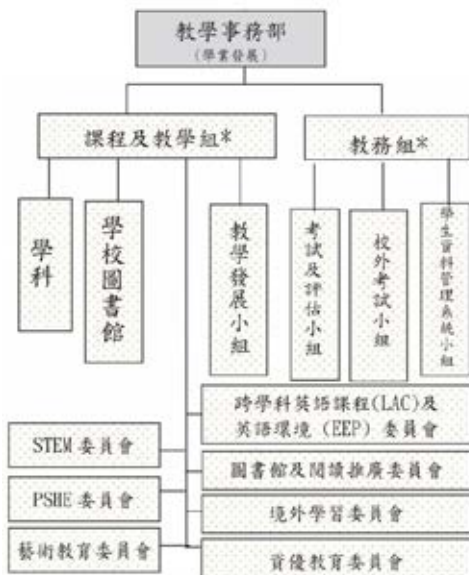 教學事務部
(學業發展)
課程及教學組*
教務組*
學科
學校圖書館
教學發展小組
考試及評估小組
校外考試小組
學生資料管理系統小組
跨學科英語課程(LAC)及
英語環境 (EEP) 委員會
STEM 委員會
圖書館及閱讀推廣委員會
PSHE 委員會
境外學習委員會
藝術教育委員會
資優教育委員會